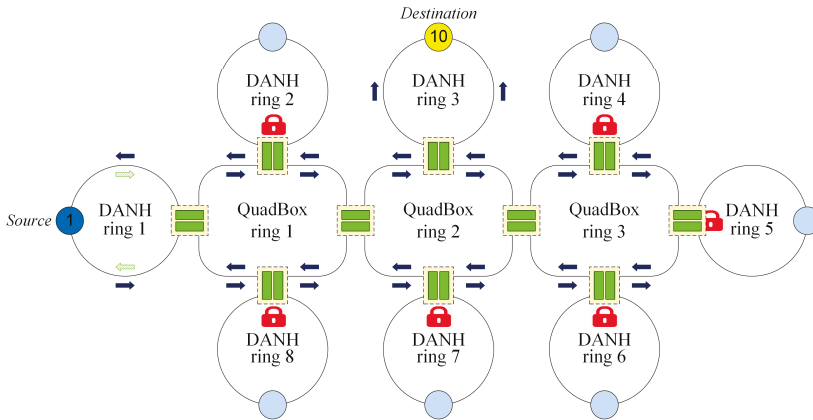 Destination
10
DANH
ring 2
DANH
ring 3
DANH
ring 4
Source
1
DANH
ring 1
QuadBox
ring 1
QuadBox
ring 2
QuadBox
ring 3
DANH
ring 5
DANH
ring 8
DANH
ring 7
DANH
ring 6